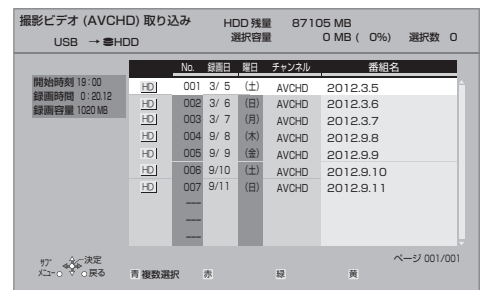 撮影ビデオ (AVCHD) 取り込み HDD 残量 87105 MB
USB → HDD 選択容量 0 MB ( 0%) 選択数 0
No. 録画日 曜日 チャンネル 番組名
開始時刻 19:00
録画時間 0:20.12
録画容量 1020 MB
HD 001 3/ 5 (土) AVCHD 2012.3.5
HD 002 3/ 6 (日) AVCHD 2012.3.6
HD 003 3/ 7 (月) AVCHD 2012.3.7
HD 004 9/ 8 (木) AVCHD 2012.9.8
HD 005 9/ 9 (金) AVCHD 2012.9.9
HD 006 9/10 (土) AVCHD 2012.9.10
HD 007 9/11 (日) AVCHD 2012.9.11
---
---
---
ページ 001/001
サブ メニュー 決定 戻る
青 複数選択 赤 緑 黄